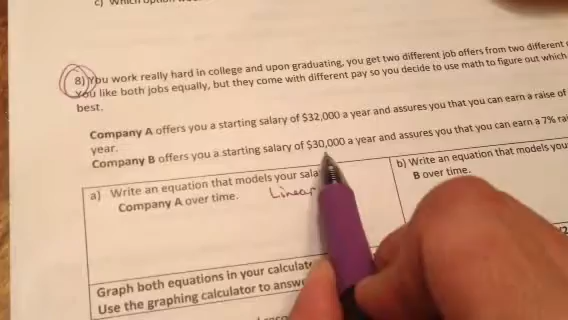 c) Which option
8) You work really hard in college and upon graduating, you get two different job offers from two different
You like both jobs equally, but they come with different pay so you decide to use math to figure out which
best.
Company A offers you a starting salary of $32,000 a year and assures you that you can earn a raise of
year.
Company B offers you a starting salary of $30,000 a year and assures you that you can earn a 7%
a) Write an equation that models your
Company A over time. Linear
b) Write an equation that models
B over time.
Graph both equations in your
Use the graphing calculator to